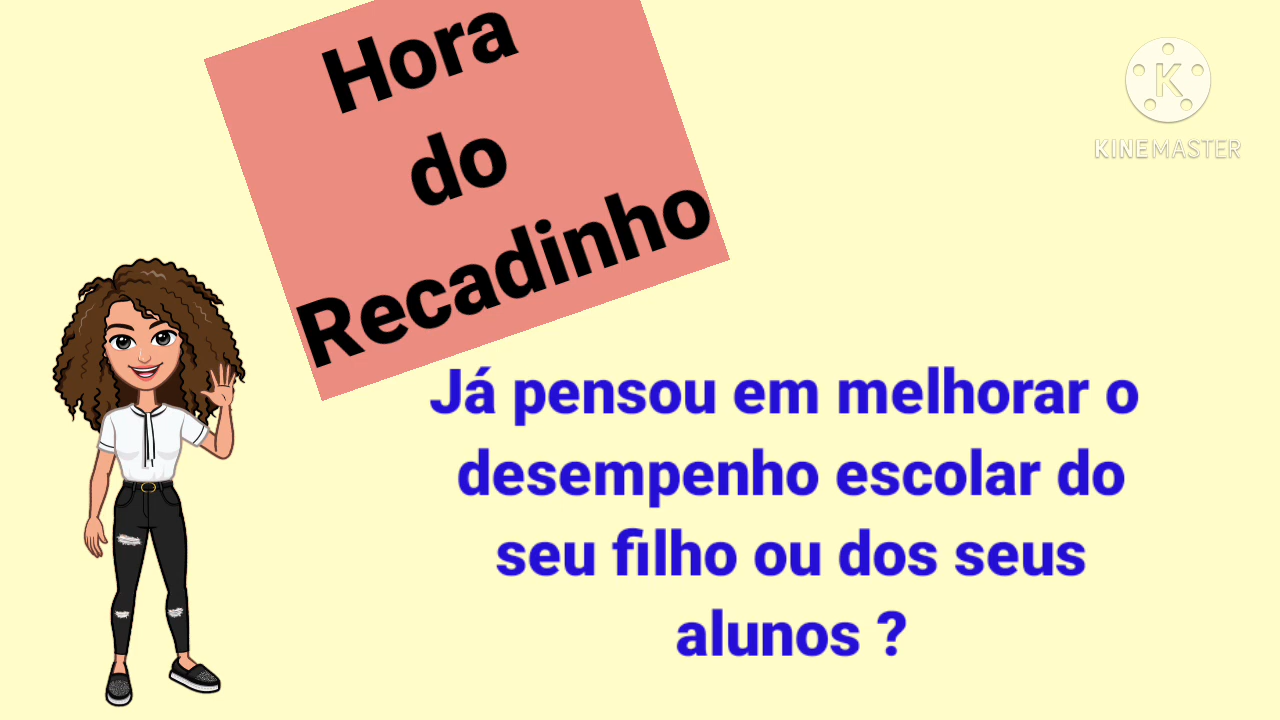 Hora
do
Recadinho
K
KINEMASTER
Já pensou em melhorar o
desempenho escolar do
seu filho ou dos seus
alunos ?